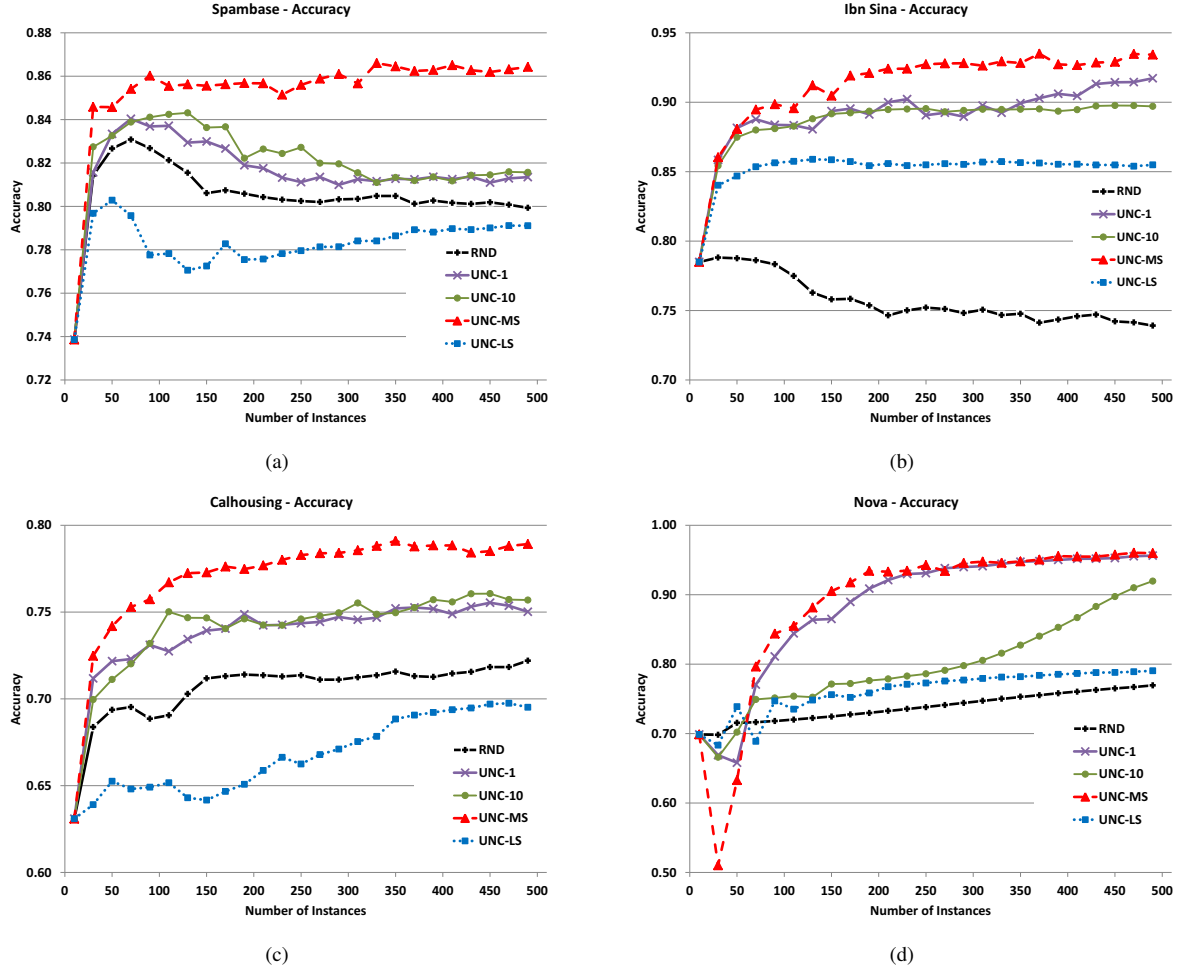 Spambase - Accuracy
0.88
0.86
0.84
0.82
0.80
0.78
0.76
0.74
0.72
Accuracy
RND
UNC-1
UNC-10
UNC-MS
UNC-LS
0 50 100 150 200 250 300 350 400 450 500
Number of Instances
(a)
Ibn Sina - Accuracy
0.95
0.90
0.85
0.80
0.75
0.70
Accuracy
RND
UNC-1
UNC-10
UNC-MS
UNC-LS
0 50 100 150 200 250 300 350 400 450 500
Number of Instances
(b)
Calhousing - Accuracy
0.80
0.75
0.70
0.65
0.60
Accuracy
RND
UNC-1
UNC-10
UNC-MS
UNC-LS
0 50 100 150 200 250 300 350 400 450 500
Number of Instances
(c)
Nova - Accuracy
1.00
0.90
0.80
0.70
0.60
0.50
Accuracy
RND
UNC-1
UNC-10
UNC-MS
UNC-LS
0 50 100 150 200 250 300 350 400 450 500
Number of Instances
(d)